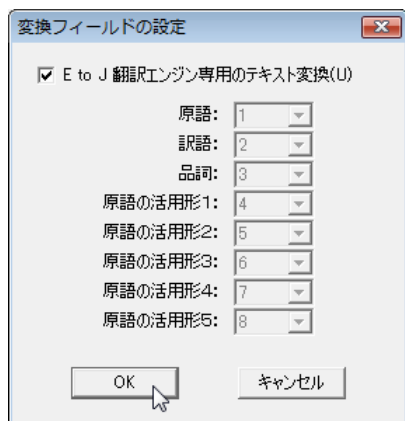 変換フィールドの設定
E to J 翻訳エンジン専用のテキスト変換(U)
原語: 1
訳語: 2
品詞: 3
原語の活用形1: 4
原語の活用形2: 5
原語の活用形3: 6
原語の活用形4: 7
原語の活用形5: 8
OK キャンセル